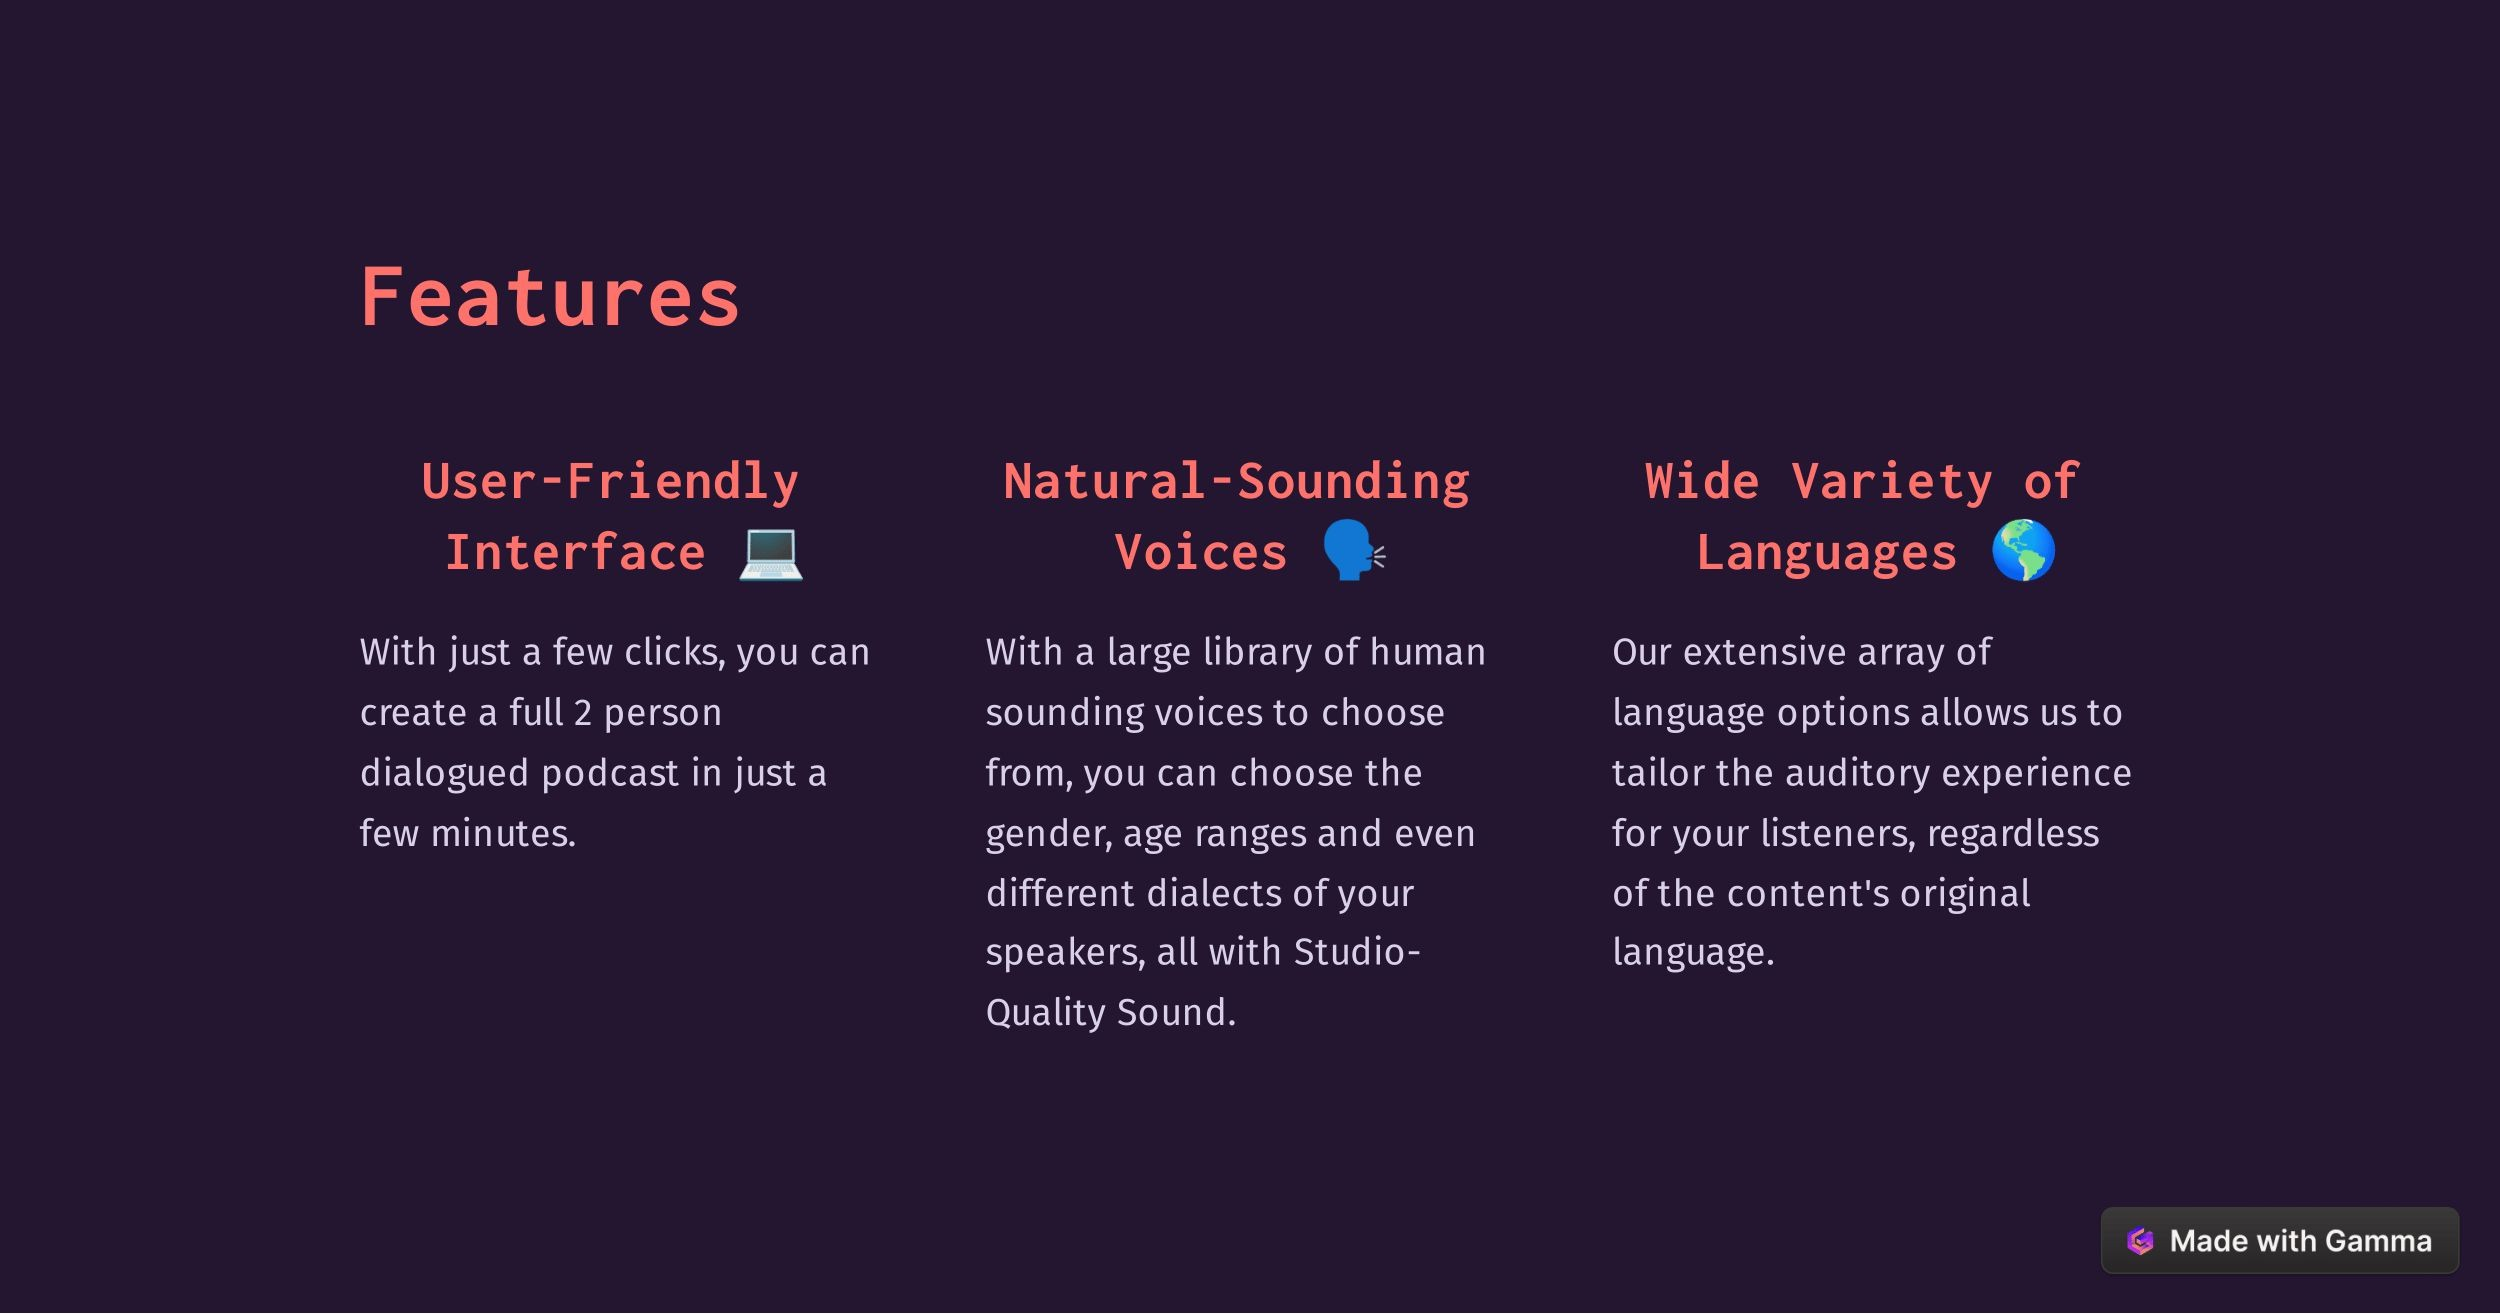 Features
User-Friendly
Interface 💻
With just a few clicks, you can
create a full 2 person
dialogued podcast in just a
few minutes.
Natural-Sounding
Voices 🗣️
With a large library of human
sounding voices to choose
from, you can choose the
gender, age ranges and even
different dialects of your
speakers, all with Studio-
Quality Sound.
Wide Variety of
Languages 🌎
Our extensive array of
language options allows us to
tailor the auditory experience
for your listeners, regardless
of the content's original
language.
Made with Gamma